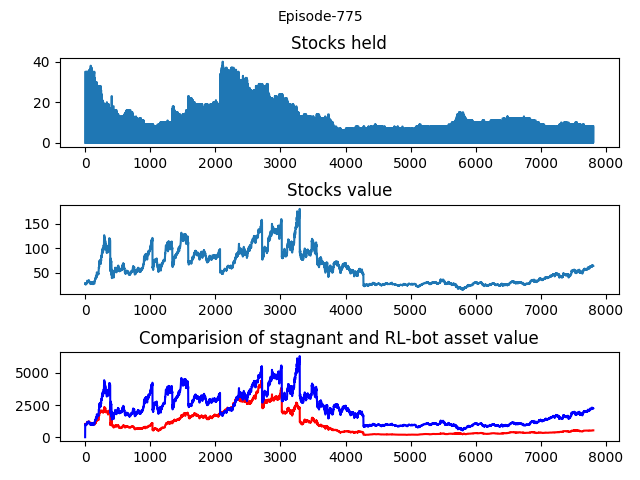 Episode-775
Stocks held
40
20
0
0 1000 2000 3000 4000 5000 6000 7000 8000
Stocks value
150
100
50
0 1000 2000 3000 4000 5000 6000 7000 8000
Comparision of stagnant and RL-bot asset value
5000
2500
0
0 1000 2000 3000 4000 5000 6000 7000 8000